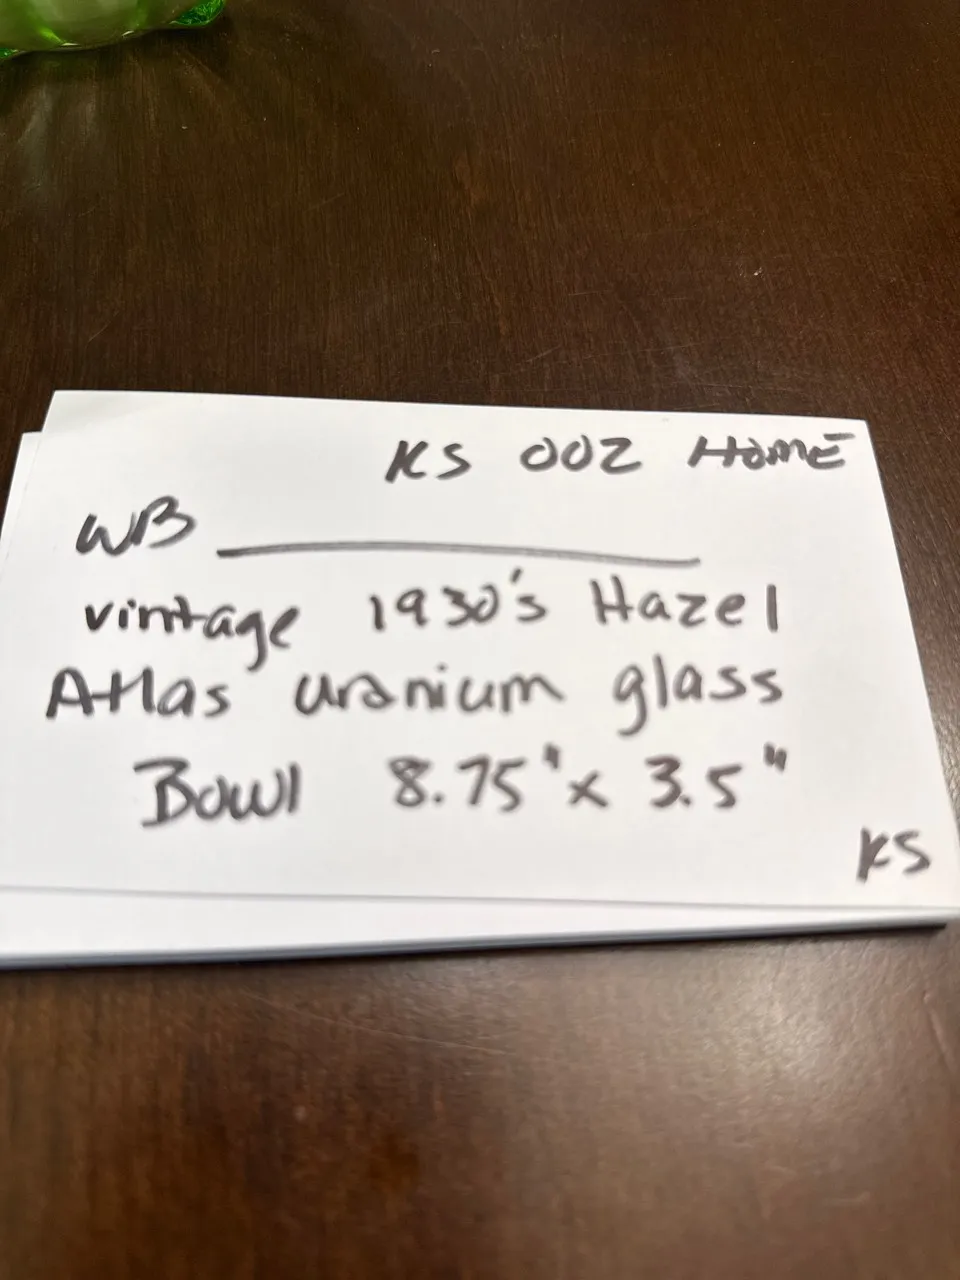 KS 002 HOME
WB
vintage 1930's Hazel
Atlas uranium glass
Bowl 8.75" x 3.5"
KS